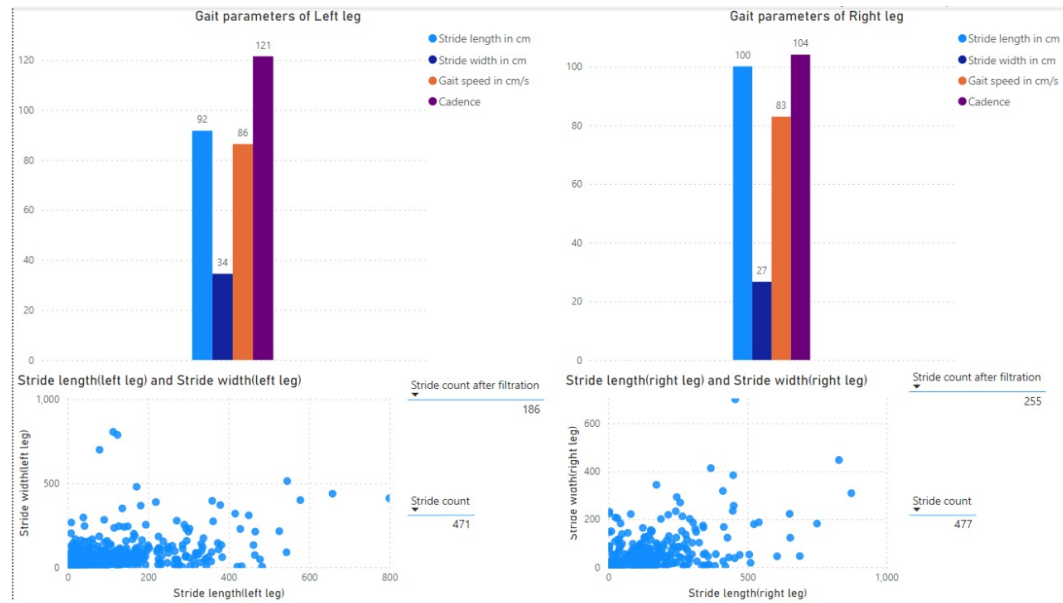 Gait parameters of Left leg
121
Stride length in cm
Stride width in cm
Gait speed in cm/s
Cadence
120
100
92
86
80
60
40
34
20
0
Gait parameters of Right leg
104
100
Stride length in cm
Stride width in cm
Gait speed in cm/s
Cadence
100
83
80
60
40
27
20
0
Stride length(left leg) and Stride width(left leg)
1,000
500
0
Stride width(left leg)
0 200 400 600 800
Stride length(left leg)
Stride count after filtration
186
Stride count
471
Stride length(right leg) and Stride width(right leg)
600
400
200
0
Stride width(right leg)
0 500 1,000
Stride length(right leg)
Stride count after filtration
255
Stride count
477